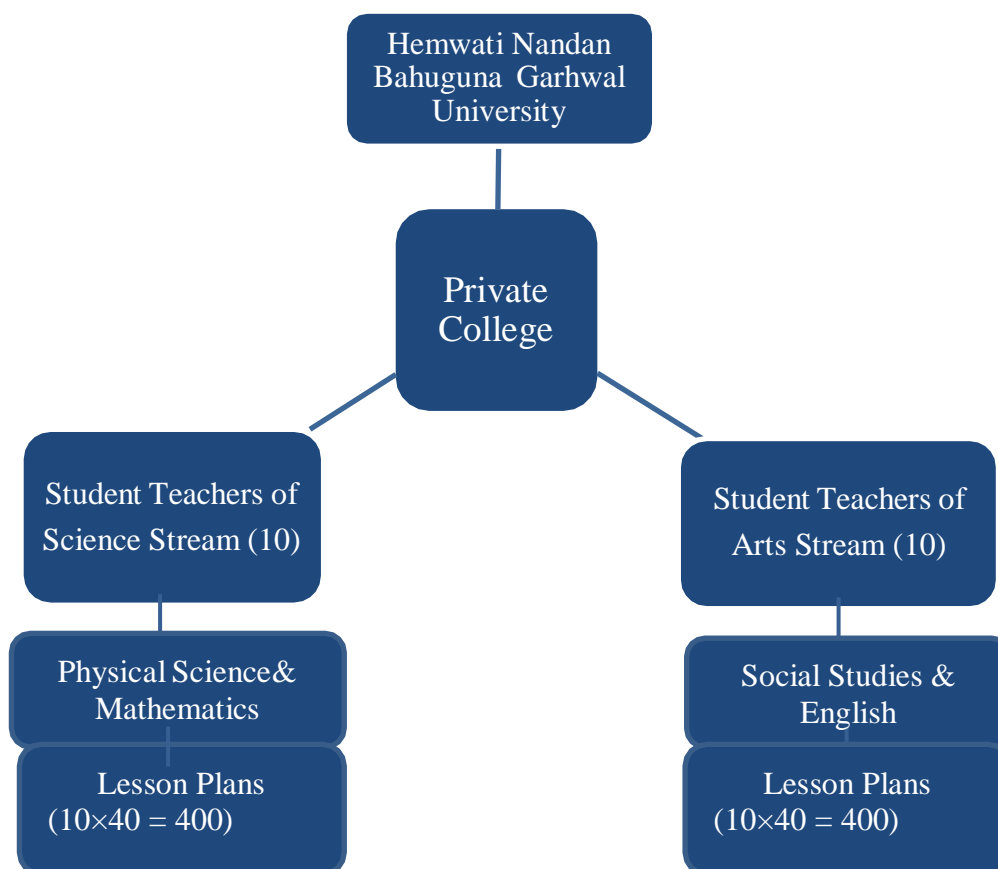 Hemwati Nandan
Bahuguna Garhwal
University
Private
College
Student Teachers of
Science Stream (10)
Physical Science&
Mathematics
Lesson Plans
(10×40 = 400)
Student Teachers of
Arts Stream (10)
Social Studies &
English
Lesson Plans
(10×40 = 400)